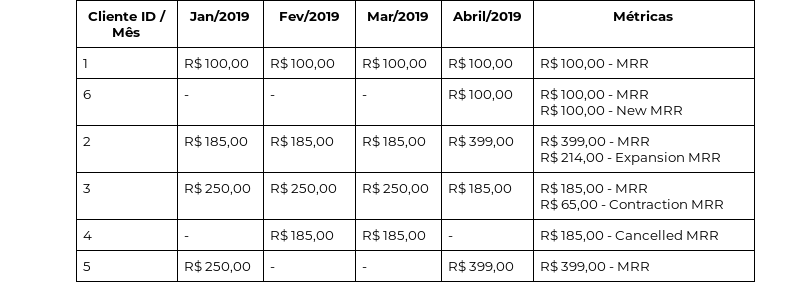 Cliente ID / Mês Jan/2019 Fev/2019 Mar/2019 Abril/2019 Métricas
1 R$ 100,00 R$ 100,00 R$ 100,00 R$ 100,00 R$ 100,00 - MRR
6 - - - R$ 100,00 R$ 100,00 - MRR
R$ 100,00 - New MRR
2 R$ 185,00 R$ 185,00 R$ 185,00 R$ 399,00 R$ 399,00 - MRR
R$ 214,00 - Expansion MRR
3 R$ 250,00 R$ 250,00 R$ 250,00 R$ 185,00 R$ 185,00 - MRR
R$ 65,00 - Contraction MRR
4 - R$ 185,00 R$ 185,00 - R$ 185,00 - Cancelled MRR
5 R$ 250,00 - - R$ 399,00 R$ 399,00 - MRR